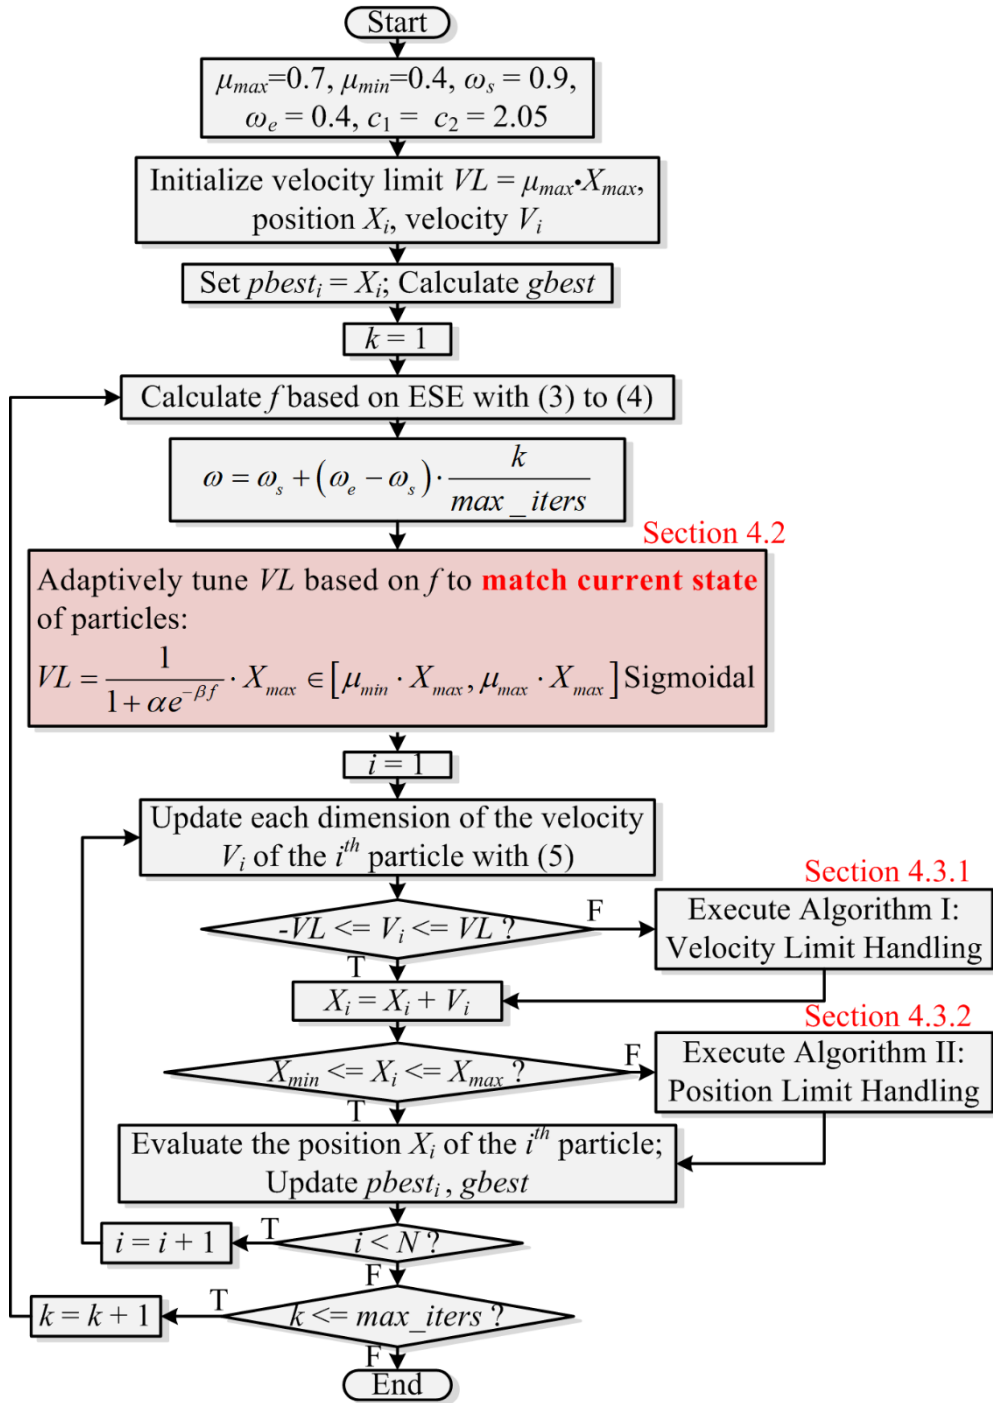 Start
μmax=0.7, μmin=0.4, ωs = 0.9,
ωe = 0.4, c1 = c2 = 2.05
Initialize velocity limit VL = μmax•Xmax,
position Xi, velocity Vi
Set pbesti = Xi; Calculate gbest
k = 1
Calculate f based on ESE with (3) to (4)
ω = ωs + (ωe − ωs) · k / max_iters
Section 4.2
Adaptively tune VL based on f to match current state
of particles:
VL = 1 / (1 + αe^(−βf)) · Xmax ∈ [μmin · Xmax, μmax · Xmax] Sigmoidal
i = 1
Update each dimension of the velocity
Vi of the ith particle with (5)
Section 4.3.1
-VL <= Vi <= VL ?
F
Execute Algorithm I:
Velocity Limit Handling
T
Xi = Xi + Vi
Section 4.3.2
Xmin <= Xi <= Xmax ?
F
Execute Algorithm II:
Position Limit Handling
T
Evaluate the position Xi of the ith particle;
Update pbesti, gbest
i < N ?
T
i = i + 1
F
k <= max_iters ?
T
k = k + 1
F
End